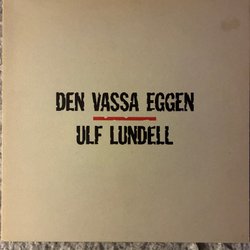 DEN VASSA EGGEN
ULF LUNDELL